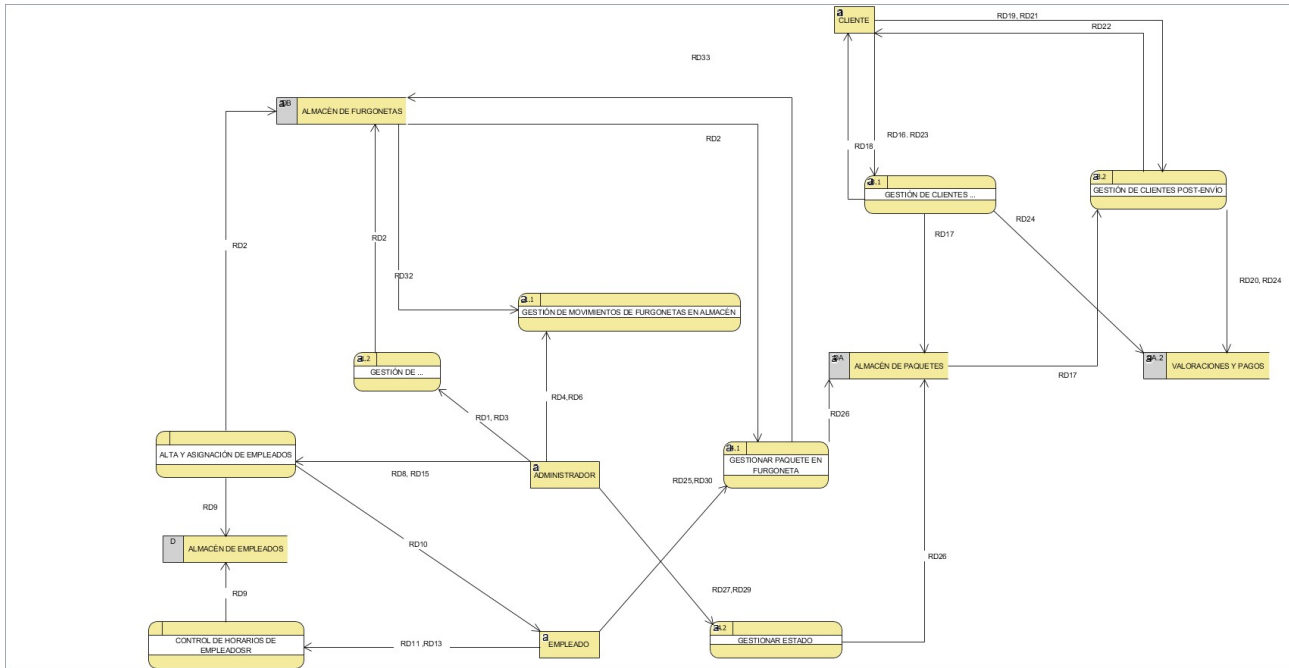 CLIENTE
RD19, RD21
RD22
RD33
ALMACÉN DE FURGONETAS
RD2
RD16. RD23
RD18
GESTIÓN DE CLIENTES ...
GESTIÓN DE CLIENTES POST-ENVÍO
RD24
RD17
RD2
RD2
RD32
RD20, RD24
GESTIÓN DE MOVIMIENTOS DE FURGONETAS EN ALMACÉN
GESTIÓN DE ...
ALMACÉN DE PAQUETES
VALORACIONES Y PAGOS
RD17
RD4,RD6
RD1, RD3
RD26
ALTA Y ASIGNACIÓN DE EMPLEADOS
GESTIONAR PAQUETE EN
FURGONETA
RD8, RD15
ADMINISTRADOR
RD25,RD30
RD9
D
ALMACÉN DE EMPLEADOS
RD10
RD26
RD27,RD29
RD9
CONTROL DE HORARIOS DE
EMPLEADOSR
RD11 ,RD13
EMPLEADO
GESTIONAR ESTADO